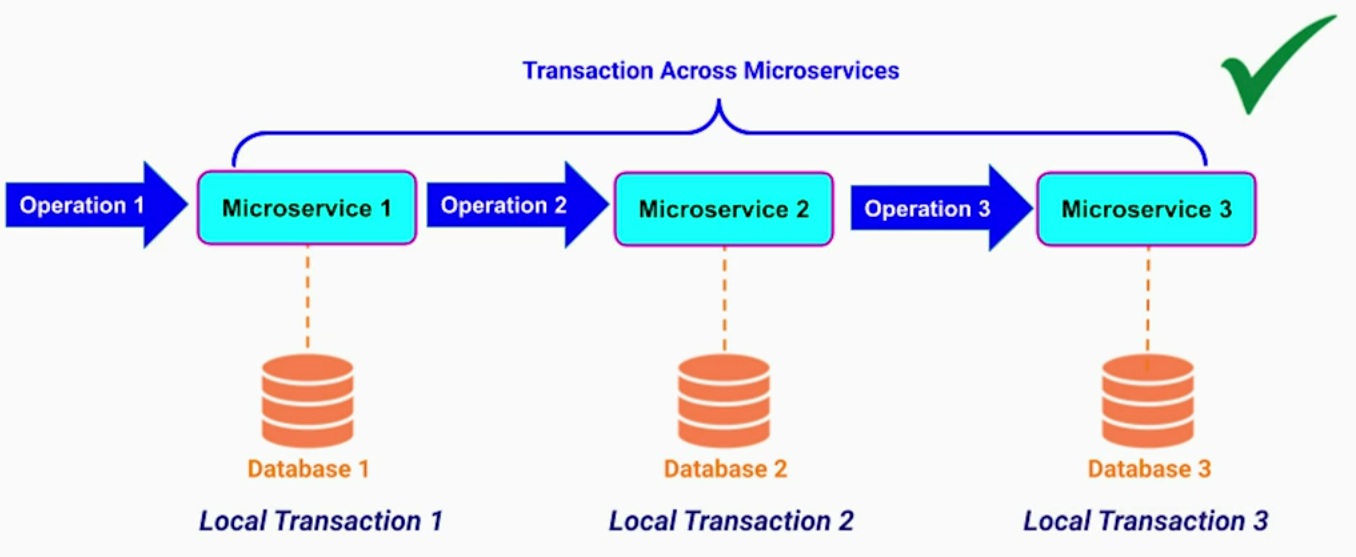 Transaction Across Microservices
Operation 1
Microservice 1
Operation 2
Microservice 2
Operation 3
Microservice 3
Database 1
Database 2
Database 3
Local Transaction 1
Local Transaction 2
Local Transaction 3